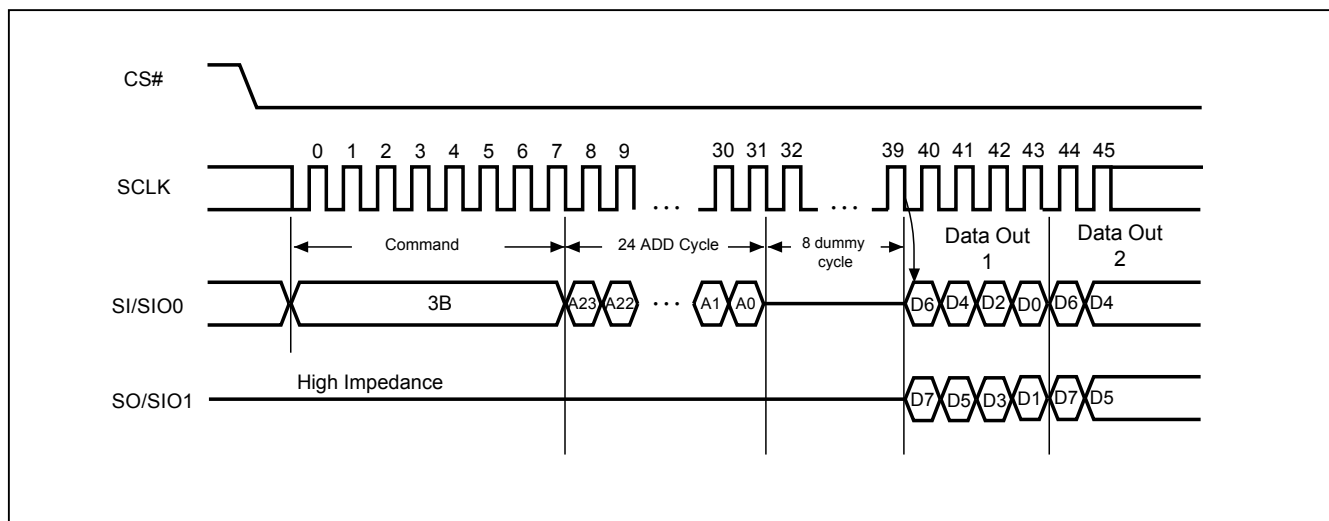 CS#
0 1 2 3 4 5 6 7 8 9 30 31 32 39 40 41 42 43 44 45
SCLK
... ...
Command 24 ADD Cycle 8 dummy cycle Data Out 1 Data Out 2
SI/SIO0 3B A23 A22 ... A1 A0 D6 D4 D2 D0 D6 D4
High Impedance
SO/SIO1 D7 D5 D3 D1 D7 D5